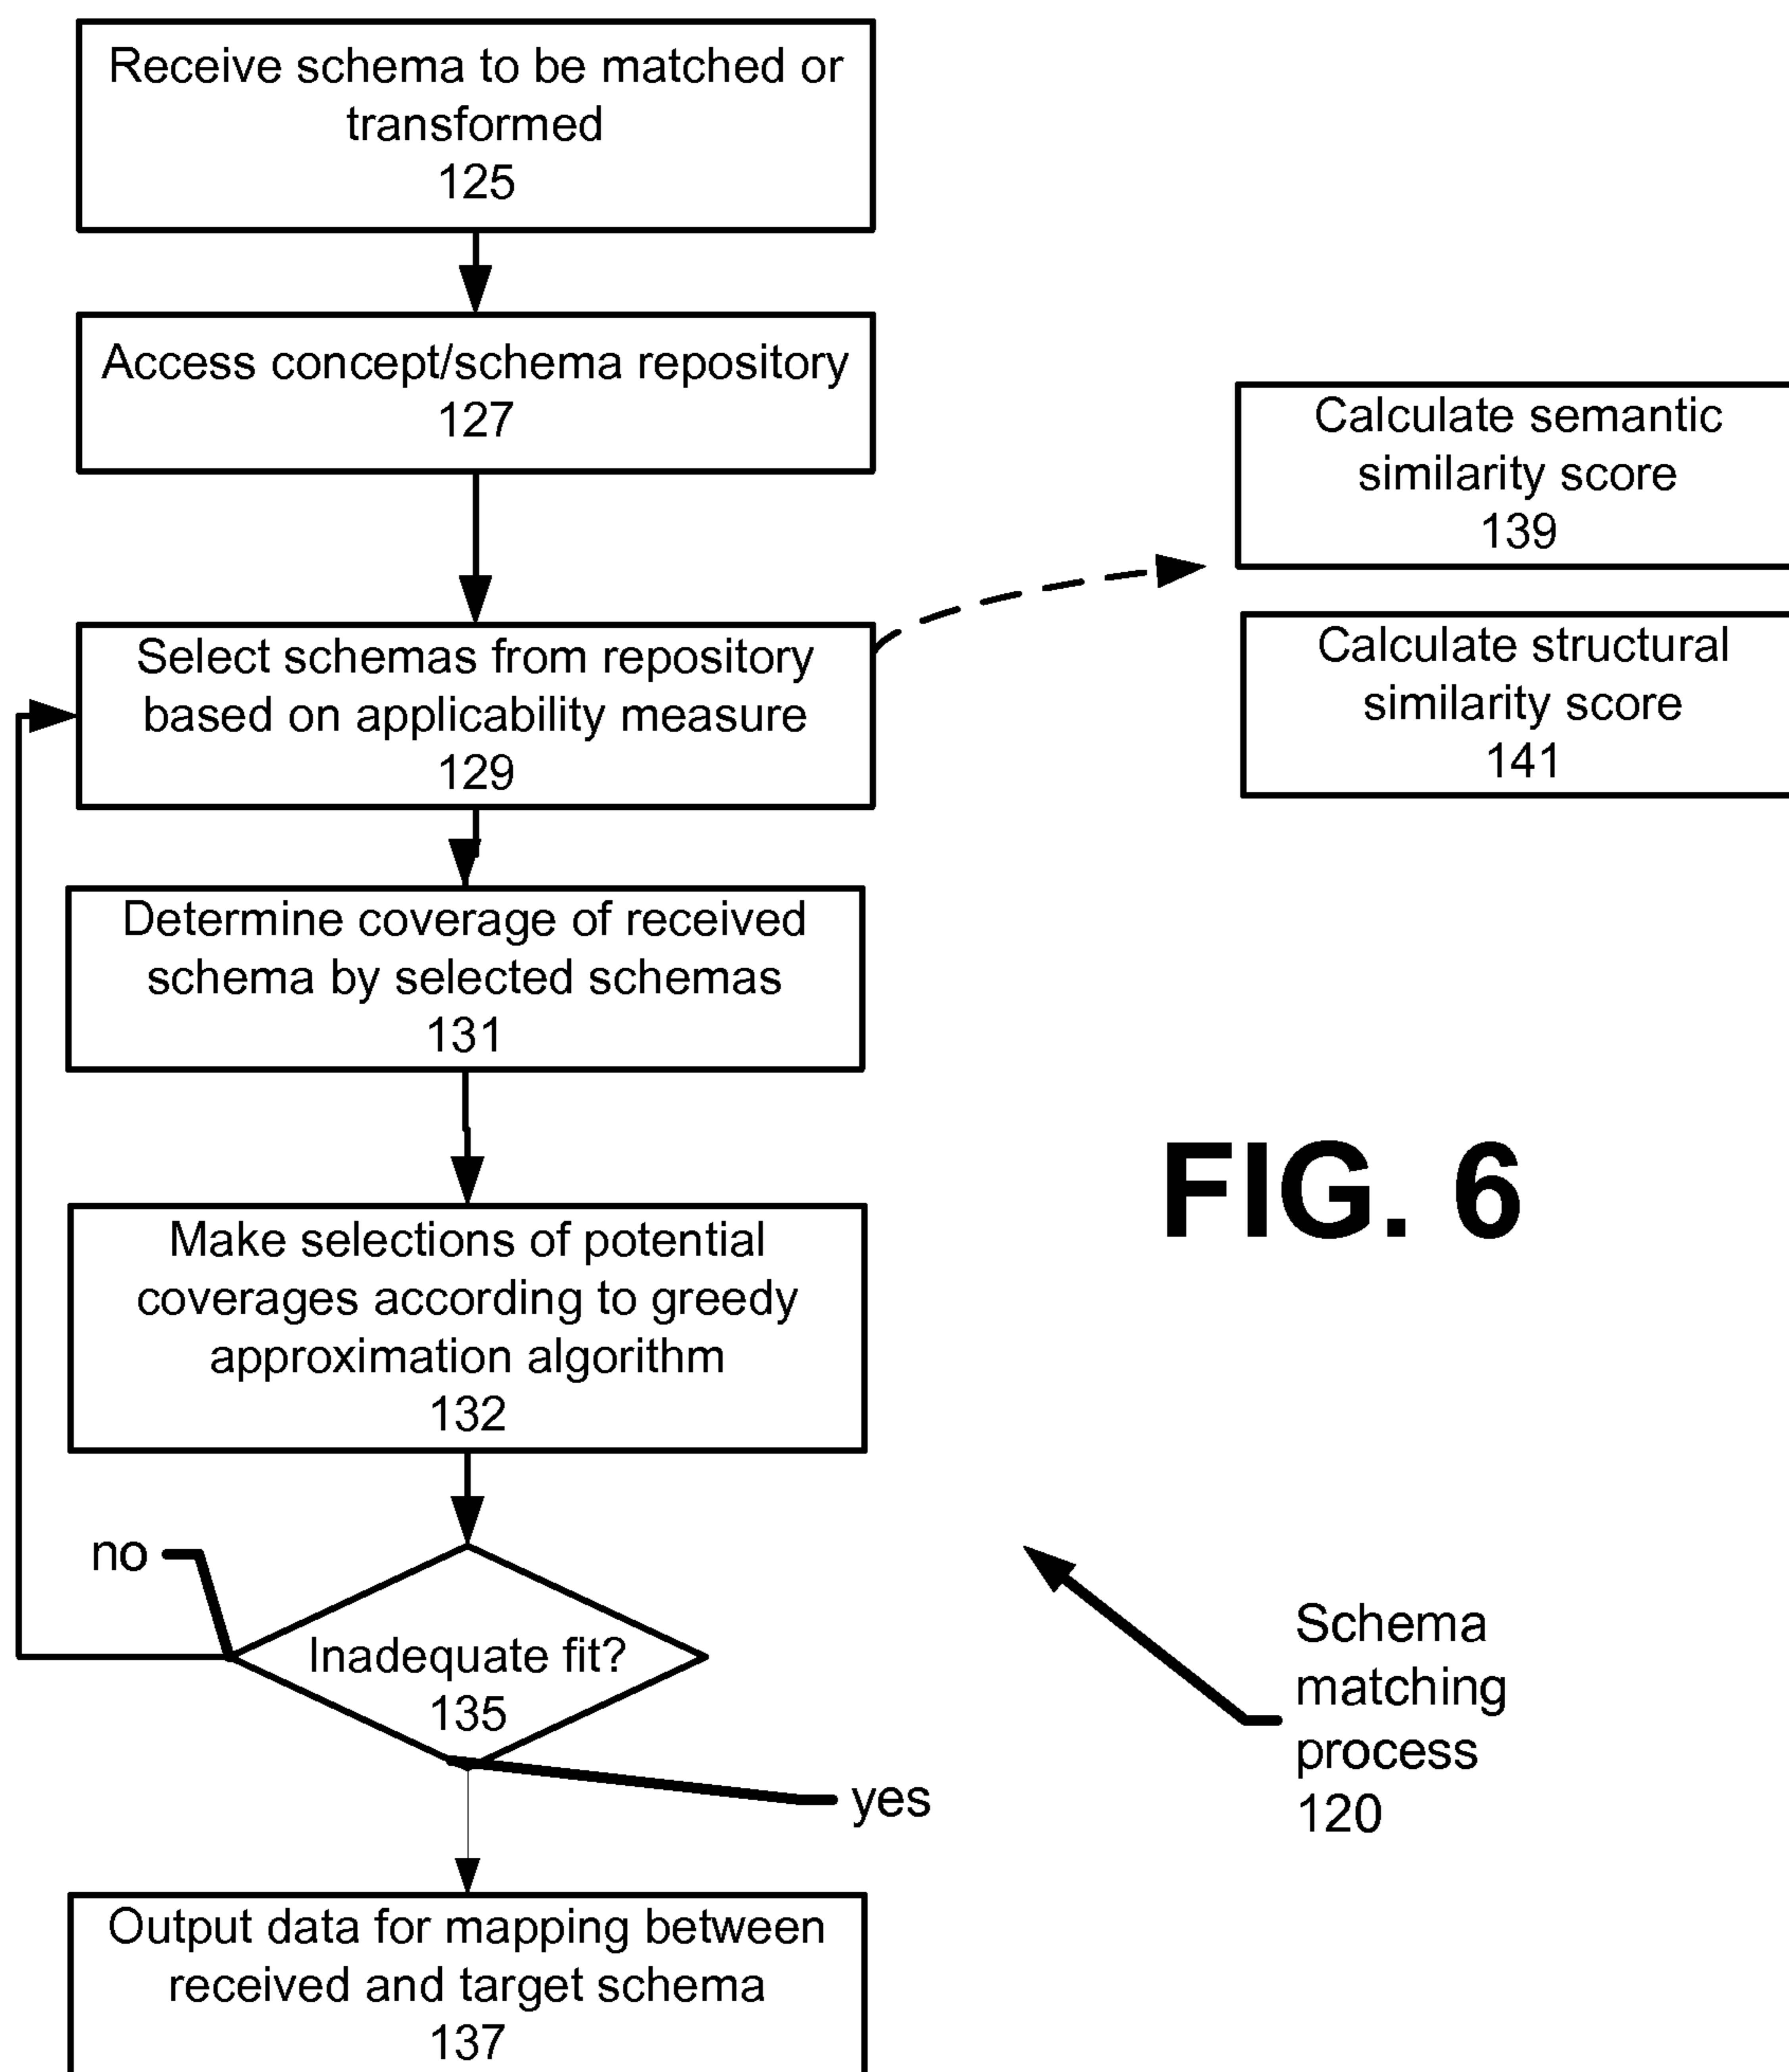 Receive schema to be matched or
transformed
125
Access concept/schema repository
127
Calculate semantic
similarity score
139
Select schemas from repository
based on applicability measure
129
Calculate structural
similarity score
141
Determine coverage of received
schema by selected schemas
131
FIG. 6
Make selections of potential
coverages according to greedy
approximation algorithm
132
no
Inadequate fit?
135
yes
Schema
matching
process
120
Output data for mapping between
received and target schema
137